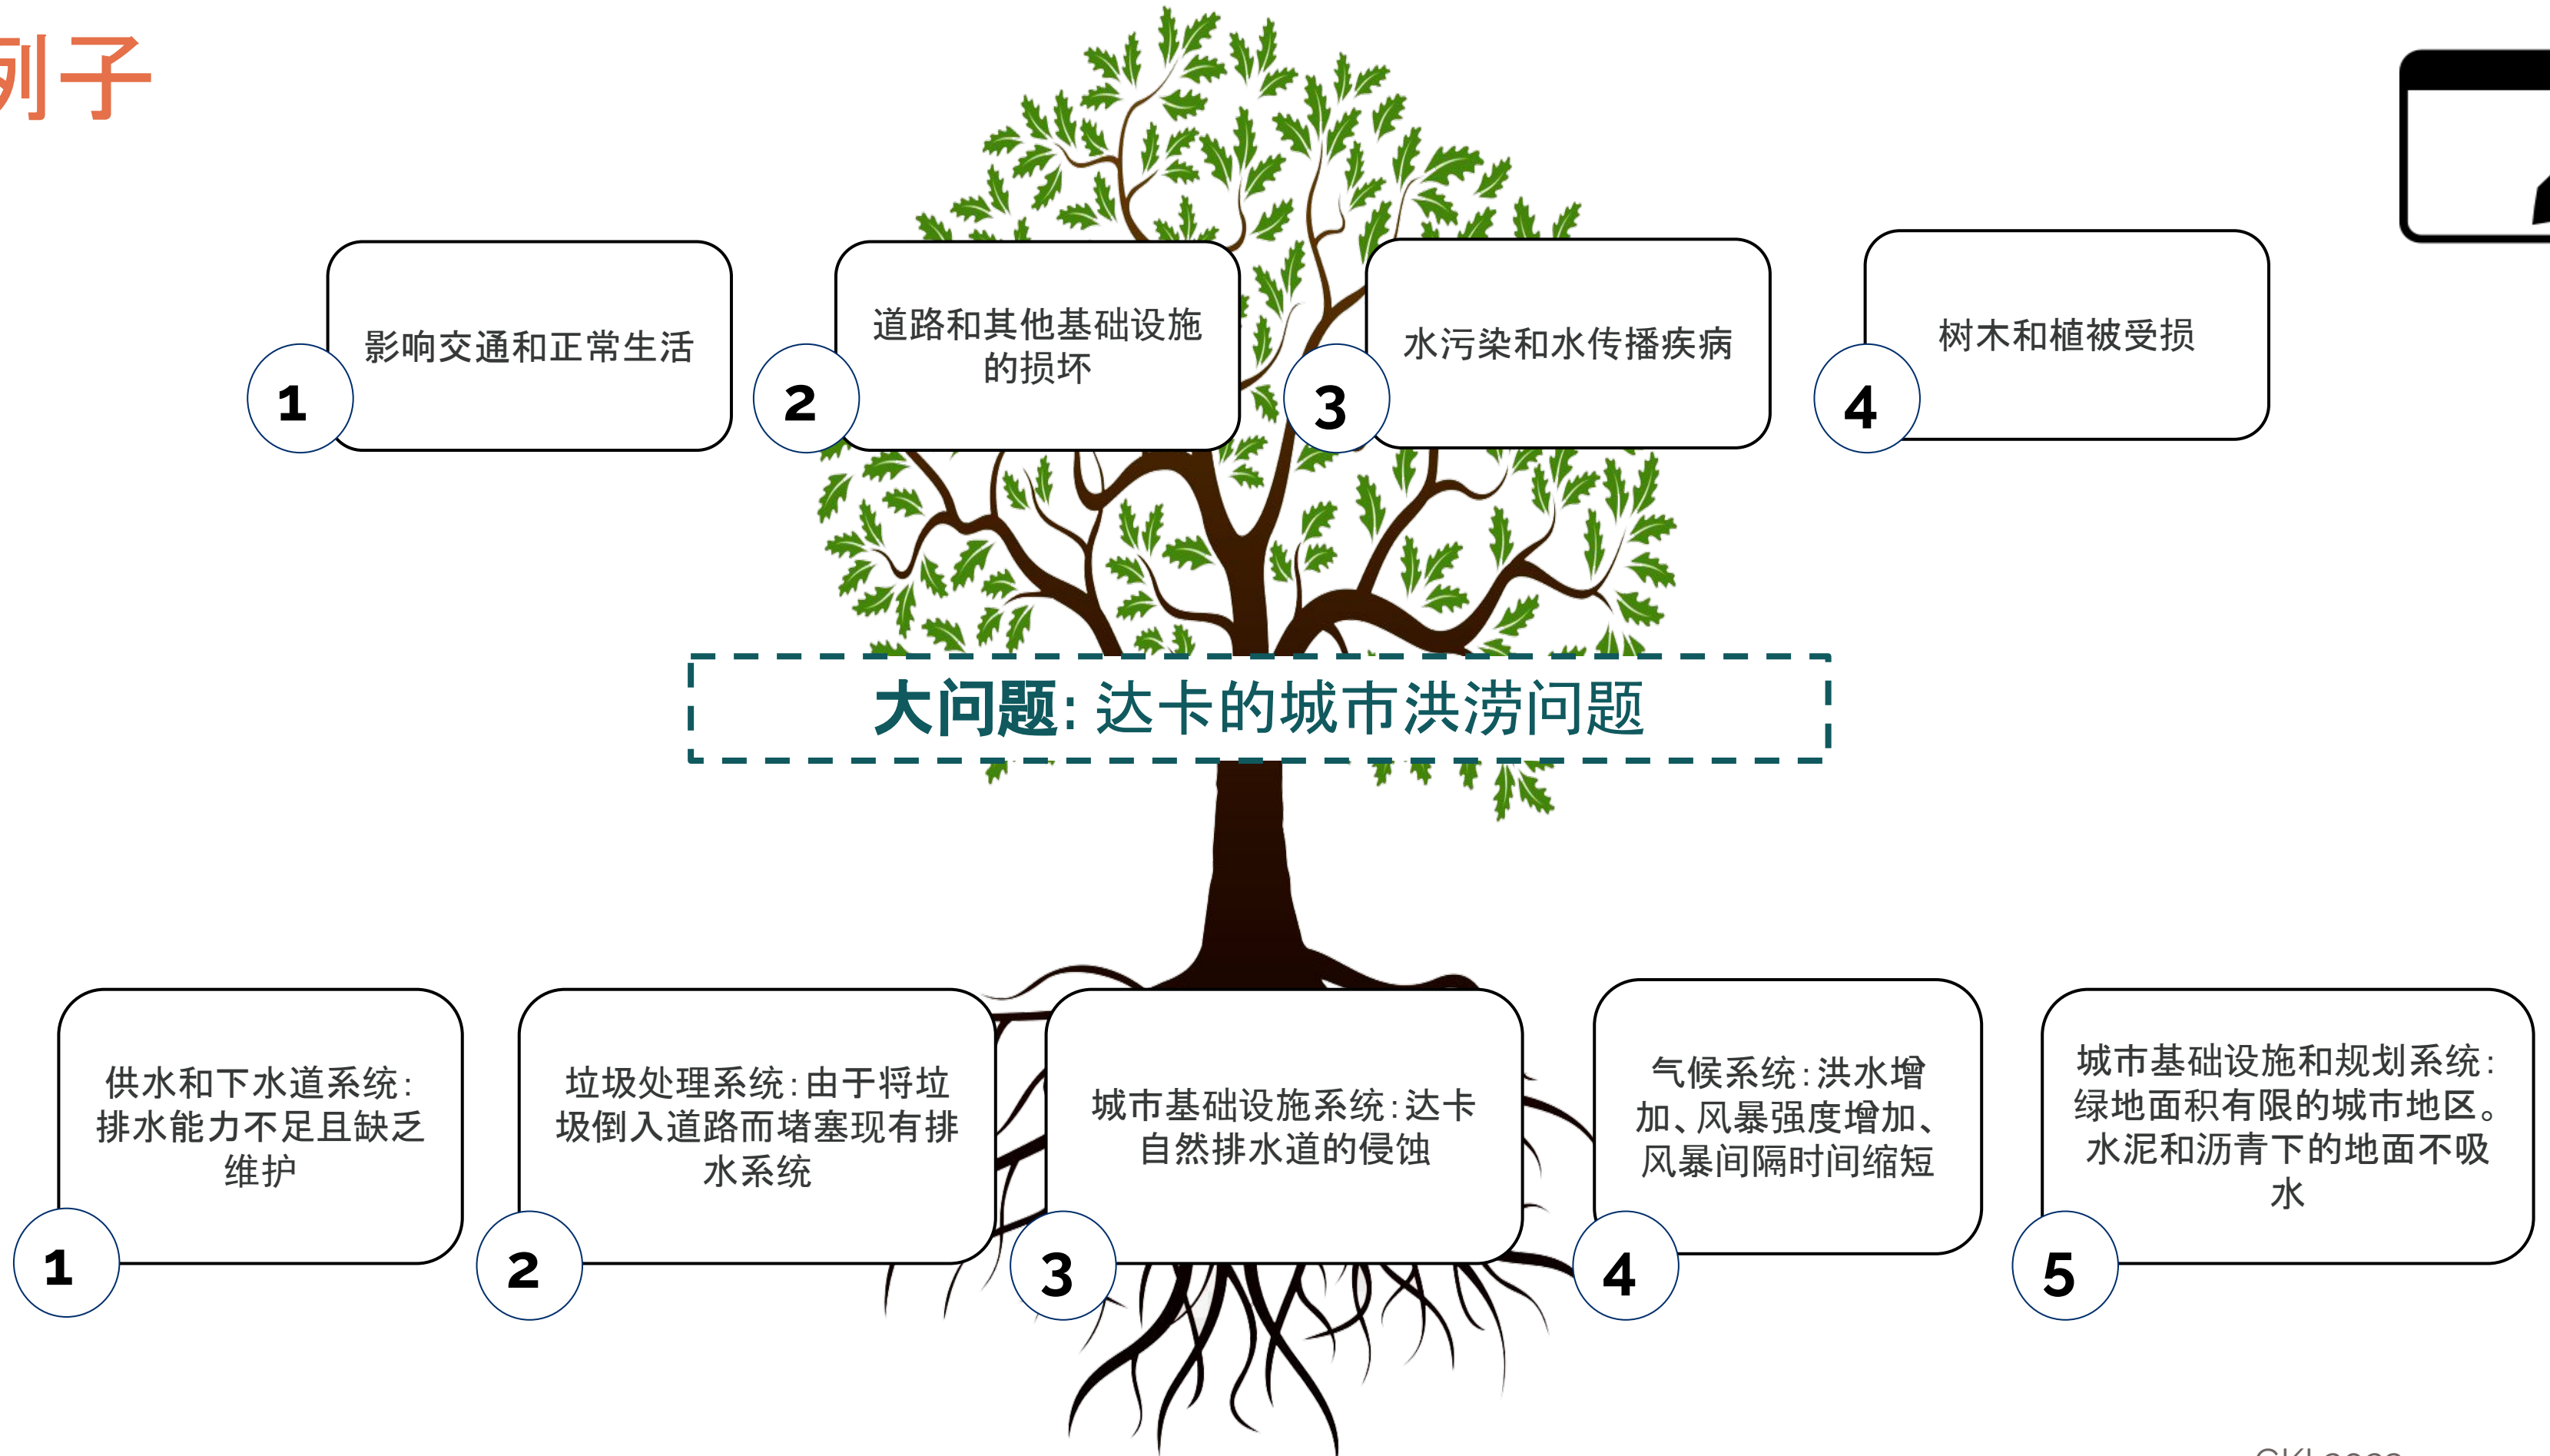 例子
影响交通和正常生活
1
道路和其他基础设施
的损坏
2
水污染和水传播疾病
3
树木和植被受损
4
大问题: 达卡的城市洪涝问题
供水和下水道系统:
排水能力不足且缺乏
维护
1
垃圾处理系统:由于将垃
圾倒入道路而堵塞现有排
水系统
2
城市基础设施系统:达卡
自然排水道的侵蚀
3
气候系统:洪水增
加、风暴强度增加、
风暴间隔时间缩短
4
城市基础设施和规划系统:
绿地面积有限的城市地区。
水泥和沥青下的地面不吸
水
5